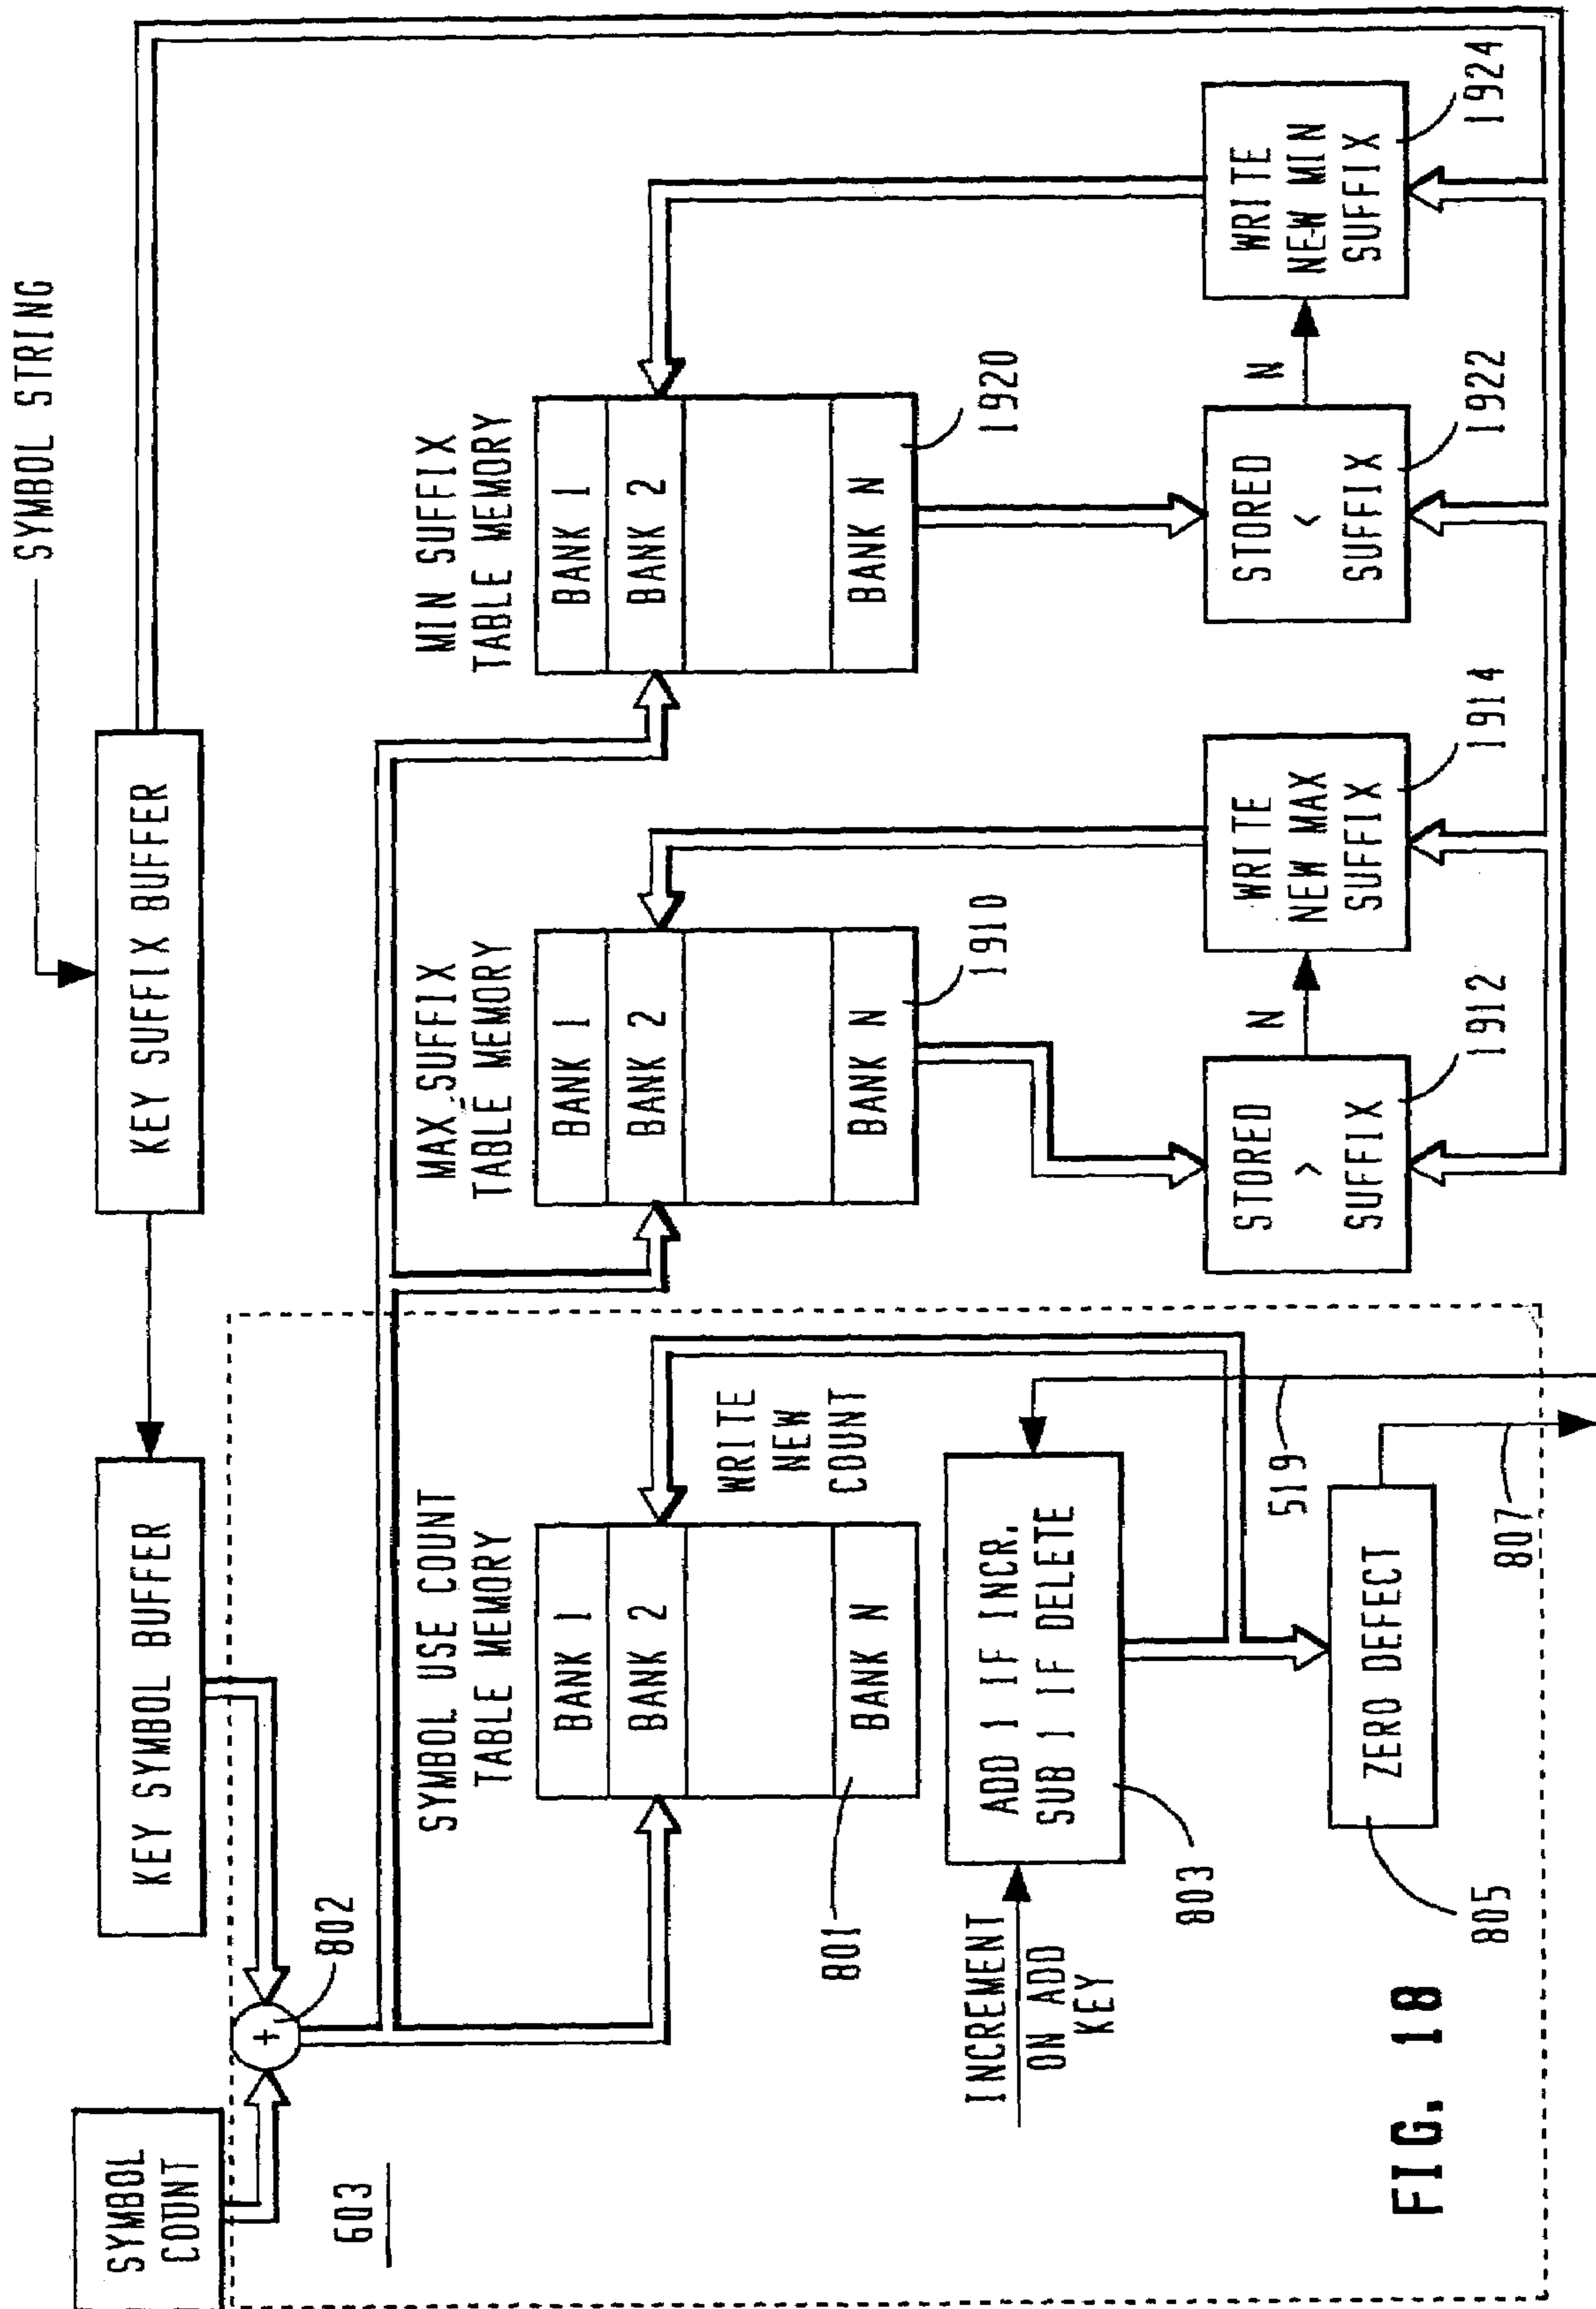 SYMBOL STRING
SYMBOL
COUNT
KEY SYMBOL BUFFER
KEY SUFFIX BUFFER
802
603
SYMBOL USE COUNT
TABLE MEMORY
MAX SUFFIX
TABLE MEMORY
MIN SUFFIX
TABLE MEMORY
+
BANK 1
BANK 2
BANK N
801
WRITE
NEW
COUNT
BANK 1
BANK 2
BANK N
1910
BANK 1
BANK 2
BANK N
1920
INCREMENT
ON ADD
KEY
ADD 1 IF INCR.
SUB 1 IF DELETE
803
519
ZERO DEFECT
805
807
STORED
>
SUFFIX
1912
N
WRITE
NEW MAX
SUFFIX
1914
STORED
<
SUFFIX
1922
N
WRITE
NEW MIN
SUFFIX
1924
FIG. 18